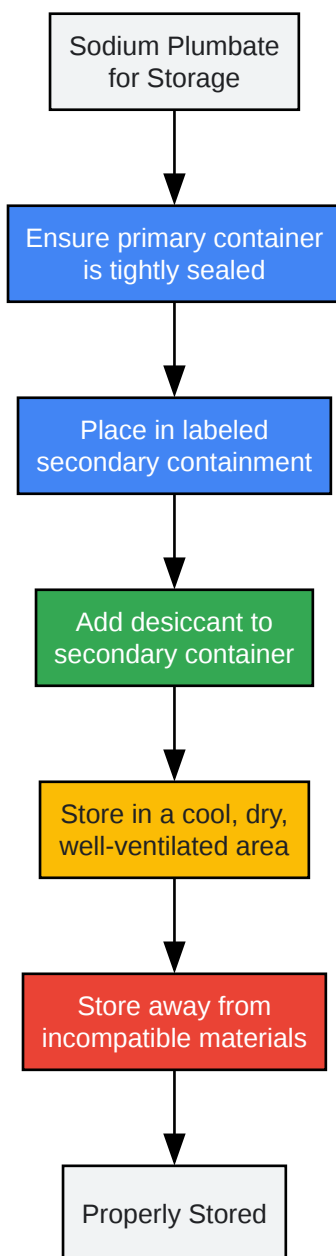 Sodium Plumbate
for Storage
Ensure primary container
is tightly sealed
Place in labeled
secondary containment
Add desiccant to
secondary container
Store in a cool, dry,
well-ventilated area
Store away from
incompatible materials
Properly Stored